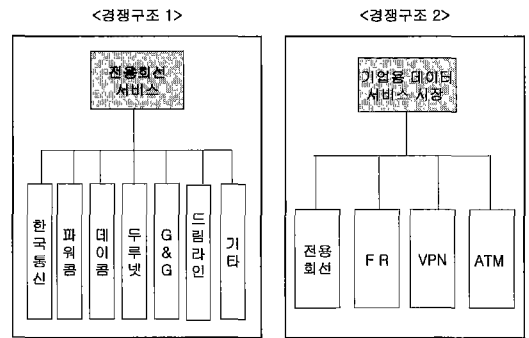 <경쟁구조 1>
<경쟁구조 2>
전용회선
서비스
기업용 데이터
서비스 시장
한국통신
파워콤
데이콤
두루넷
G&G
드림라인
기타
전용
회선
F R
VPN
ATM